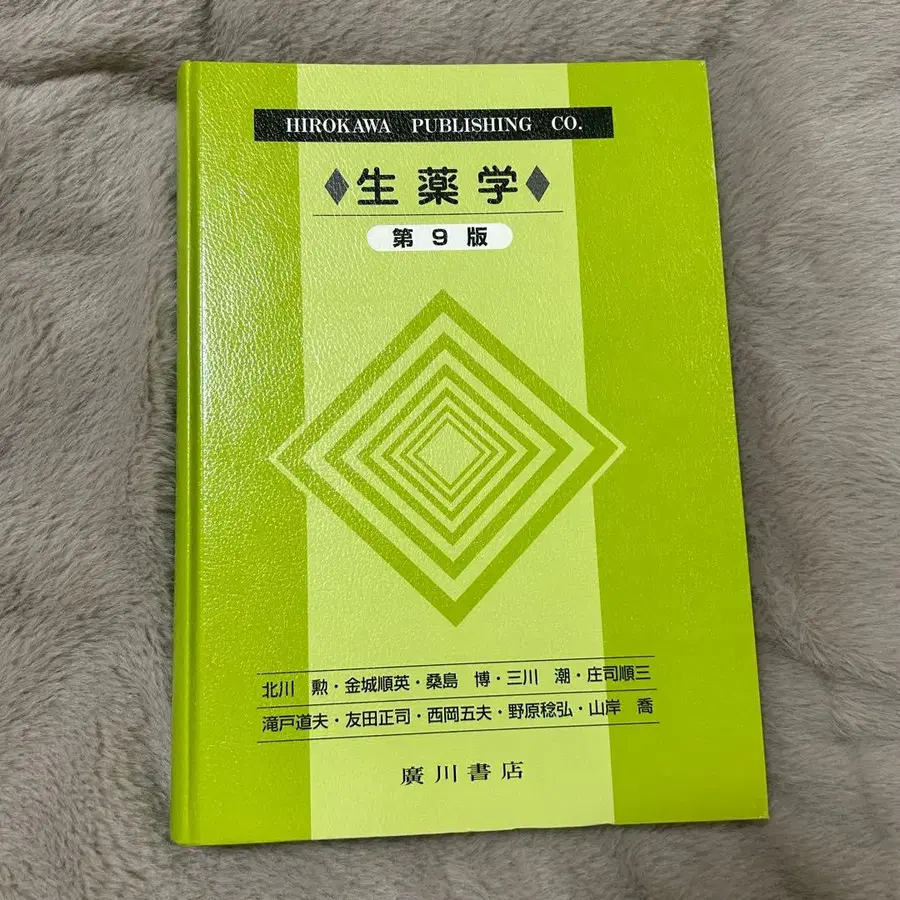 HIROKAWA PUBLISHING CO.
生薬学
第9版
北川 勲・金城順英・桑島 博・三川 潮・庄司順三
滝戸道夫・友田正司・西岡五夫・野原稔弘・山岸 喬
廣川書店